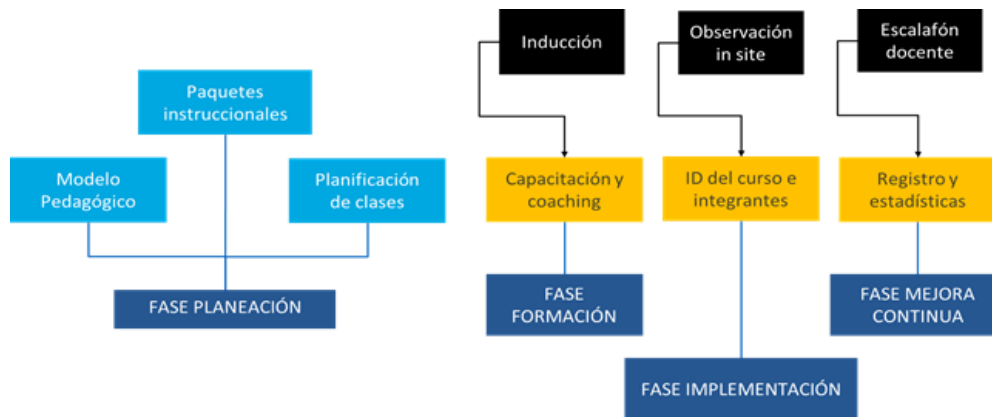 Paquetes
instruccionales
Modelo
Pedagógico
Planificación
de clases
FASE PLANEACIÓN
Inducción
Observación
in site
Escalafón
docente
Capacitación y
coaching
ID del curso e
integrantes
Registro y
estadísticas
FASE
FORMACIÓN
FASE MEJORA
CONTINUA
FASE IMPLEMENTACIÓN